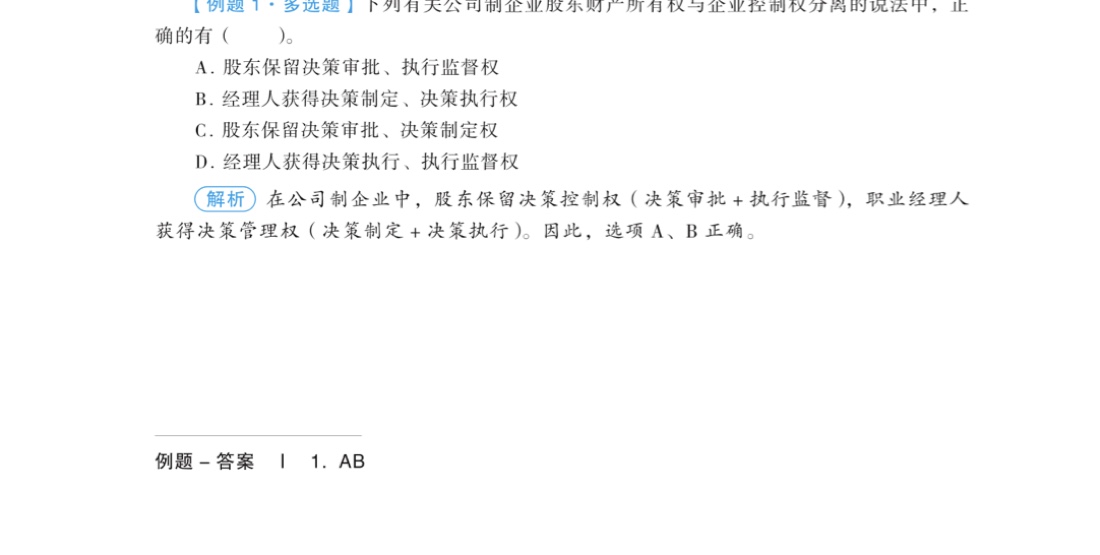 【例题1·多选题】下列有关公司制企业股东财产所有权与企业控制权分离的说法中，正
确的有（　　）。
A. 股东保留决策审批、执行监督权
B. 经理人获得决策制定、决策执行权
C. 股东保留决策审批、决策制定权
D. 经理人获得决策执行、执行监督权
解析 在公司制企业中，股东保留决策控制权（决策审批+执行监督），职业经理人
获得决策管理权（决策制定+决策执行）。因此，选项 A、B 正确。
例题－答案 | 1. AB